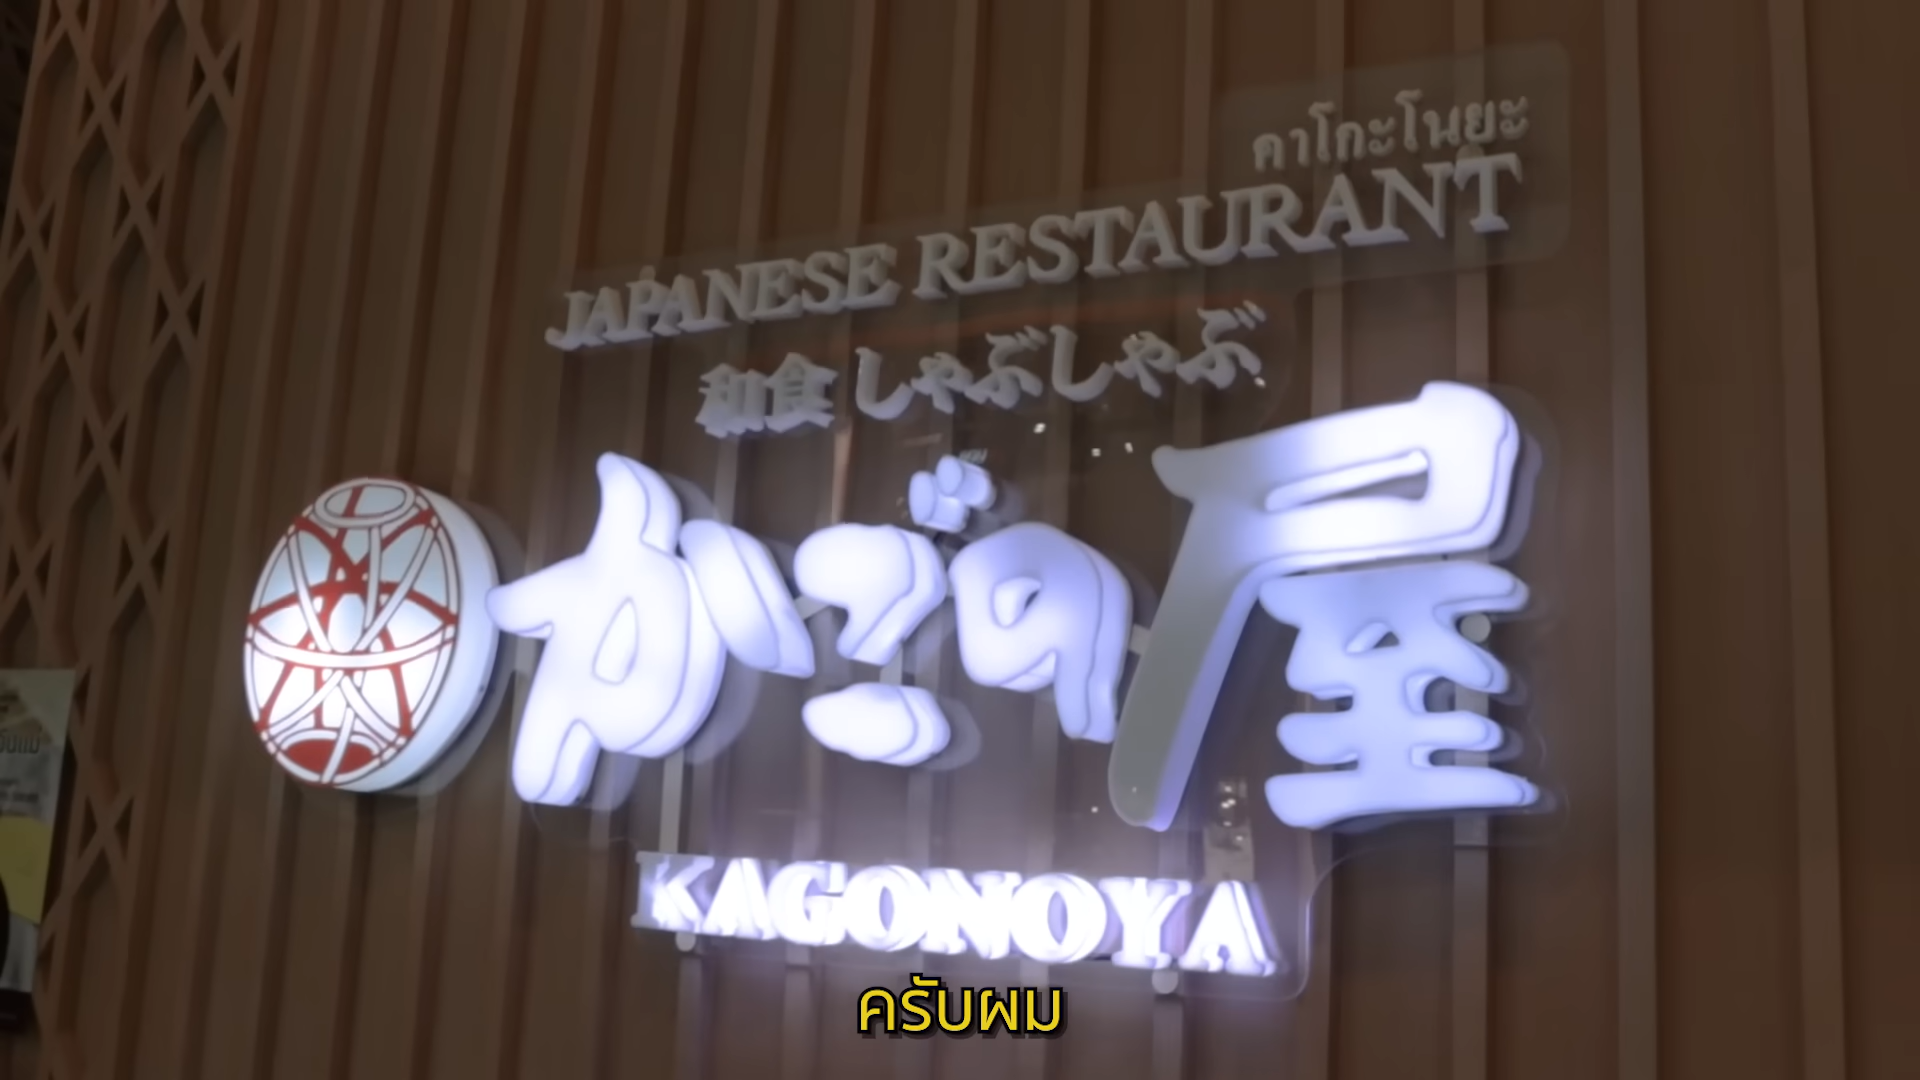 คาโกะโนยะ
JAPANESE RESTAURANT
和食 しゃぶしゃぶ
かごの屋
KAGONOYA
ครับผม